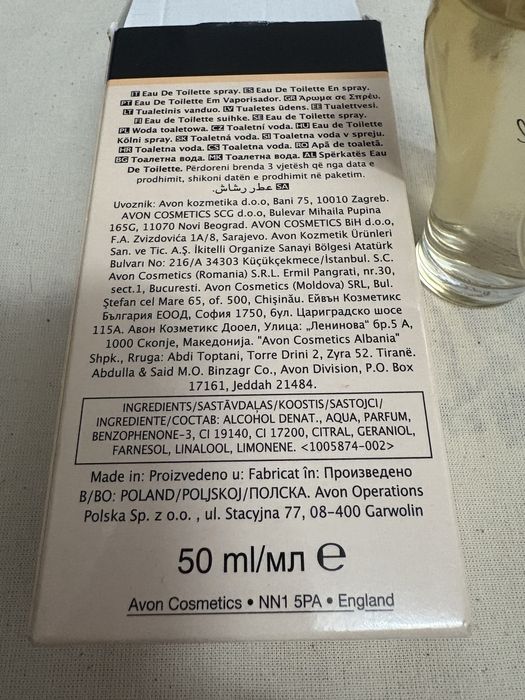 IT Eau De Toilette spray. ES Eau De Toilette En spray.
PT Eau De Toilette Em Vaporisador. GR Άρωμα σε Σπρέυ.
LT Tualetinis vanduo. LV Tualetes ūdens. EE Tualettvesi.
FI Eau de Toilette suihke. SE Eau de Toilette spray.
PL Woda toaletowa. CZ Toaletní voda. HU Eau de Toilette
Kölni spray. SK Toaletná voda. SI Toaletna voda v spreju.
HR Toaletna voda. CS Toaletna voda. RO Apă de toaletă.
BG Тоалетна вода. MK Тоалетна вода. AL Spërkatës Eau
De Toilette. Përdoreni brenda 3 vjetësh që nga data e
prodhimit, shikoni datën e prodhimit në paketim.
SA عطر رشاش.
Uvoznik: Avon kozmetika d.o.o, Bani 75, 10010 Zagreb.
AVON COSMETICS SCG d.o.o, Bulevar Mihaila Pupina
165G, 11070 Novi Beograd. AVON COSMETICS BiH d.o.o,
F.A. Zvizdovića 1A/8, Sarajevo. Avon Kozmetik Ürünleri
San. ve Tic. A.Ş. İkitelli Organize Sanayi Bölgesi Atatürk
Bulvarı No: 216/A 34303 Küçükçekmece/İstanbul. S.C.
Avon Cosmetics (Romania) S.R.L. Ermil Pangrati, nr.30,
sect.1, Bucuresti. Avon Cosmetics (Moldova) SRL, Bul.
Ştefan cel Mare 65, of. 500, Chişinău. Ейвън Козметикс
България ЕООД, София 1750, бул. Цариградско шосе
115А. Авон Козметикс Дооел, Улица: „Ленинова“ бр.5 А,
1000 Скопје, Македонија. "Avon Cosmetics Albania"
Shpk., Rruga: Abdi Toptani, Torre Drini 2, Zyra 52. Tiranë.
Abdulla & Said M.O. Binzagr Co., Avon Division, P.O. Box
17161, Jeddah 21484.
INGREDIENTS/SASTĀVDAĻAS/KOOSTIS/SASTOJCI/
INGREDIENTE/СЪСТАВ: ALCOHOL DENAT., AQUA, PARFUM,
BENZOPHENONE-3, CI 19140, CI 17200, CITRAL, GERANIOL,
FARNESOL, LINALOOL, LIMONENE. <1005874-002>
Made in: Proizvedeno u: Fabricat în: Произведено
В/ВО: POLAND/POLJSKOJ/ПОЛСКА. Avon Operations
Polska Sp. z o.o. , ul. Stacyjna 77, 08-400 Garwolin
50 ml/мл ℮
Avon Cosmetics • NN1 5PA • England